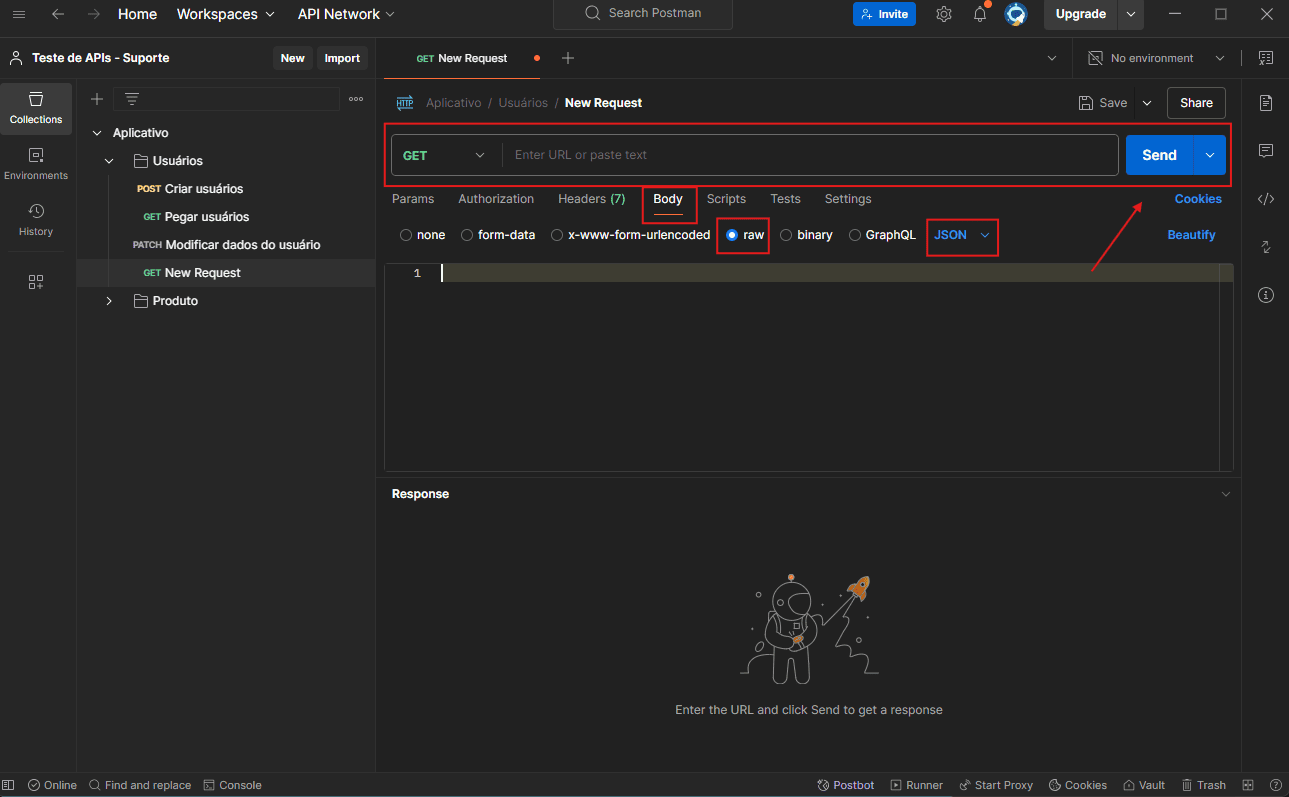 Home Workspaces API Network Search Postman Invite Upgrade
Teste de APIs - Suporte New Import GET New Request No environment
Collections
Environments
History
Aplicativo
Usuários
POST Criar usuários
GET Pegar usuários
PATCH Modificar dados do usuário
GET New Request
Produto
HTTP Aplicativo / Usuários / New Request Save Share
GET Enter URL or paste text Send
Params Authorization Headers (7) Body Scripts Tests Settings Cookies
none form-data x-www-form-urlencoded raw binary GraphQL JSON Beautify
1
Response
Enter the URL and click Send to get a response
Online Find and replace Console Postbot Runner Start Proxy Cookies Vault Trash